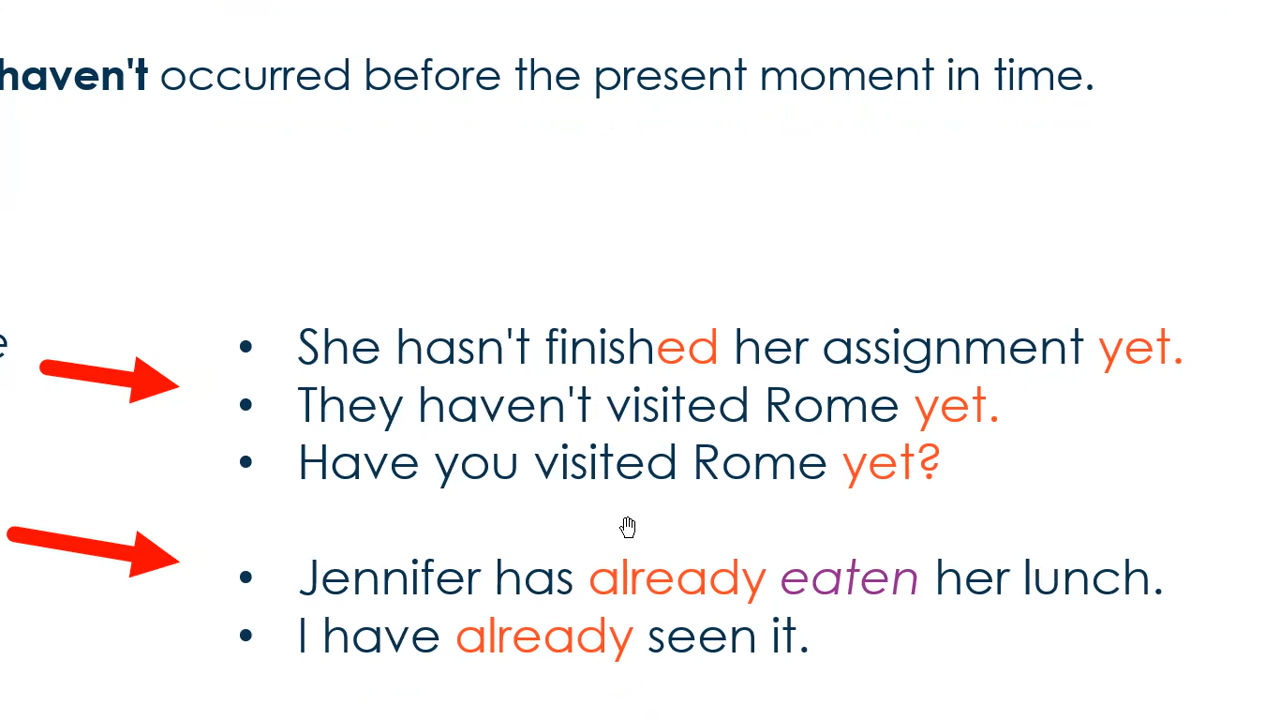 haven't occurred before the present moment in time.
e
• She hasn't finished her assignment yet.
• They haven't visited Rome yet.
• Have you visited Rome yet?
• Jennifer has already eaten her lunch.
• I have already seen it.